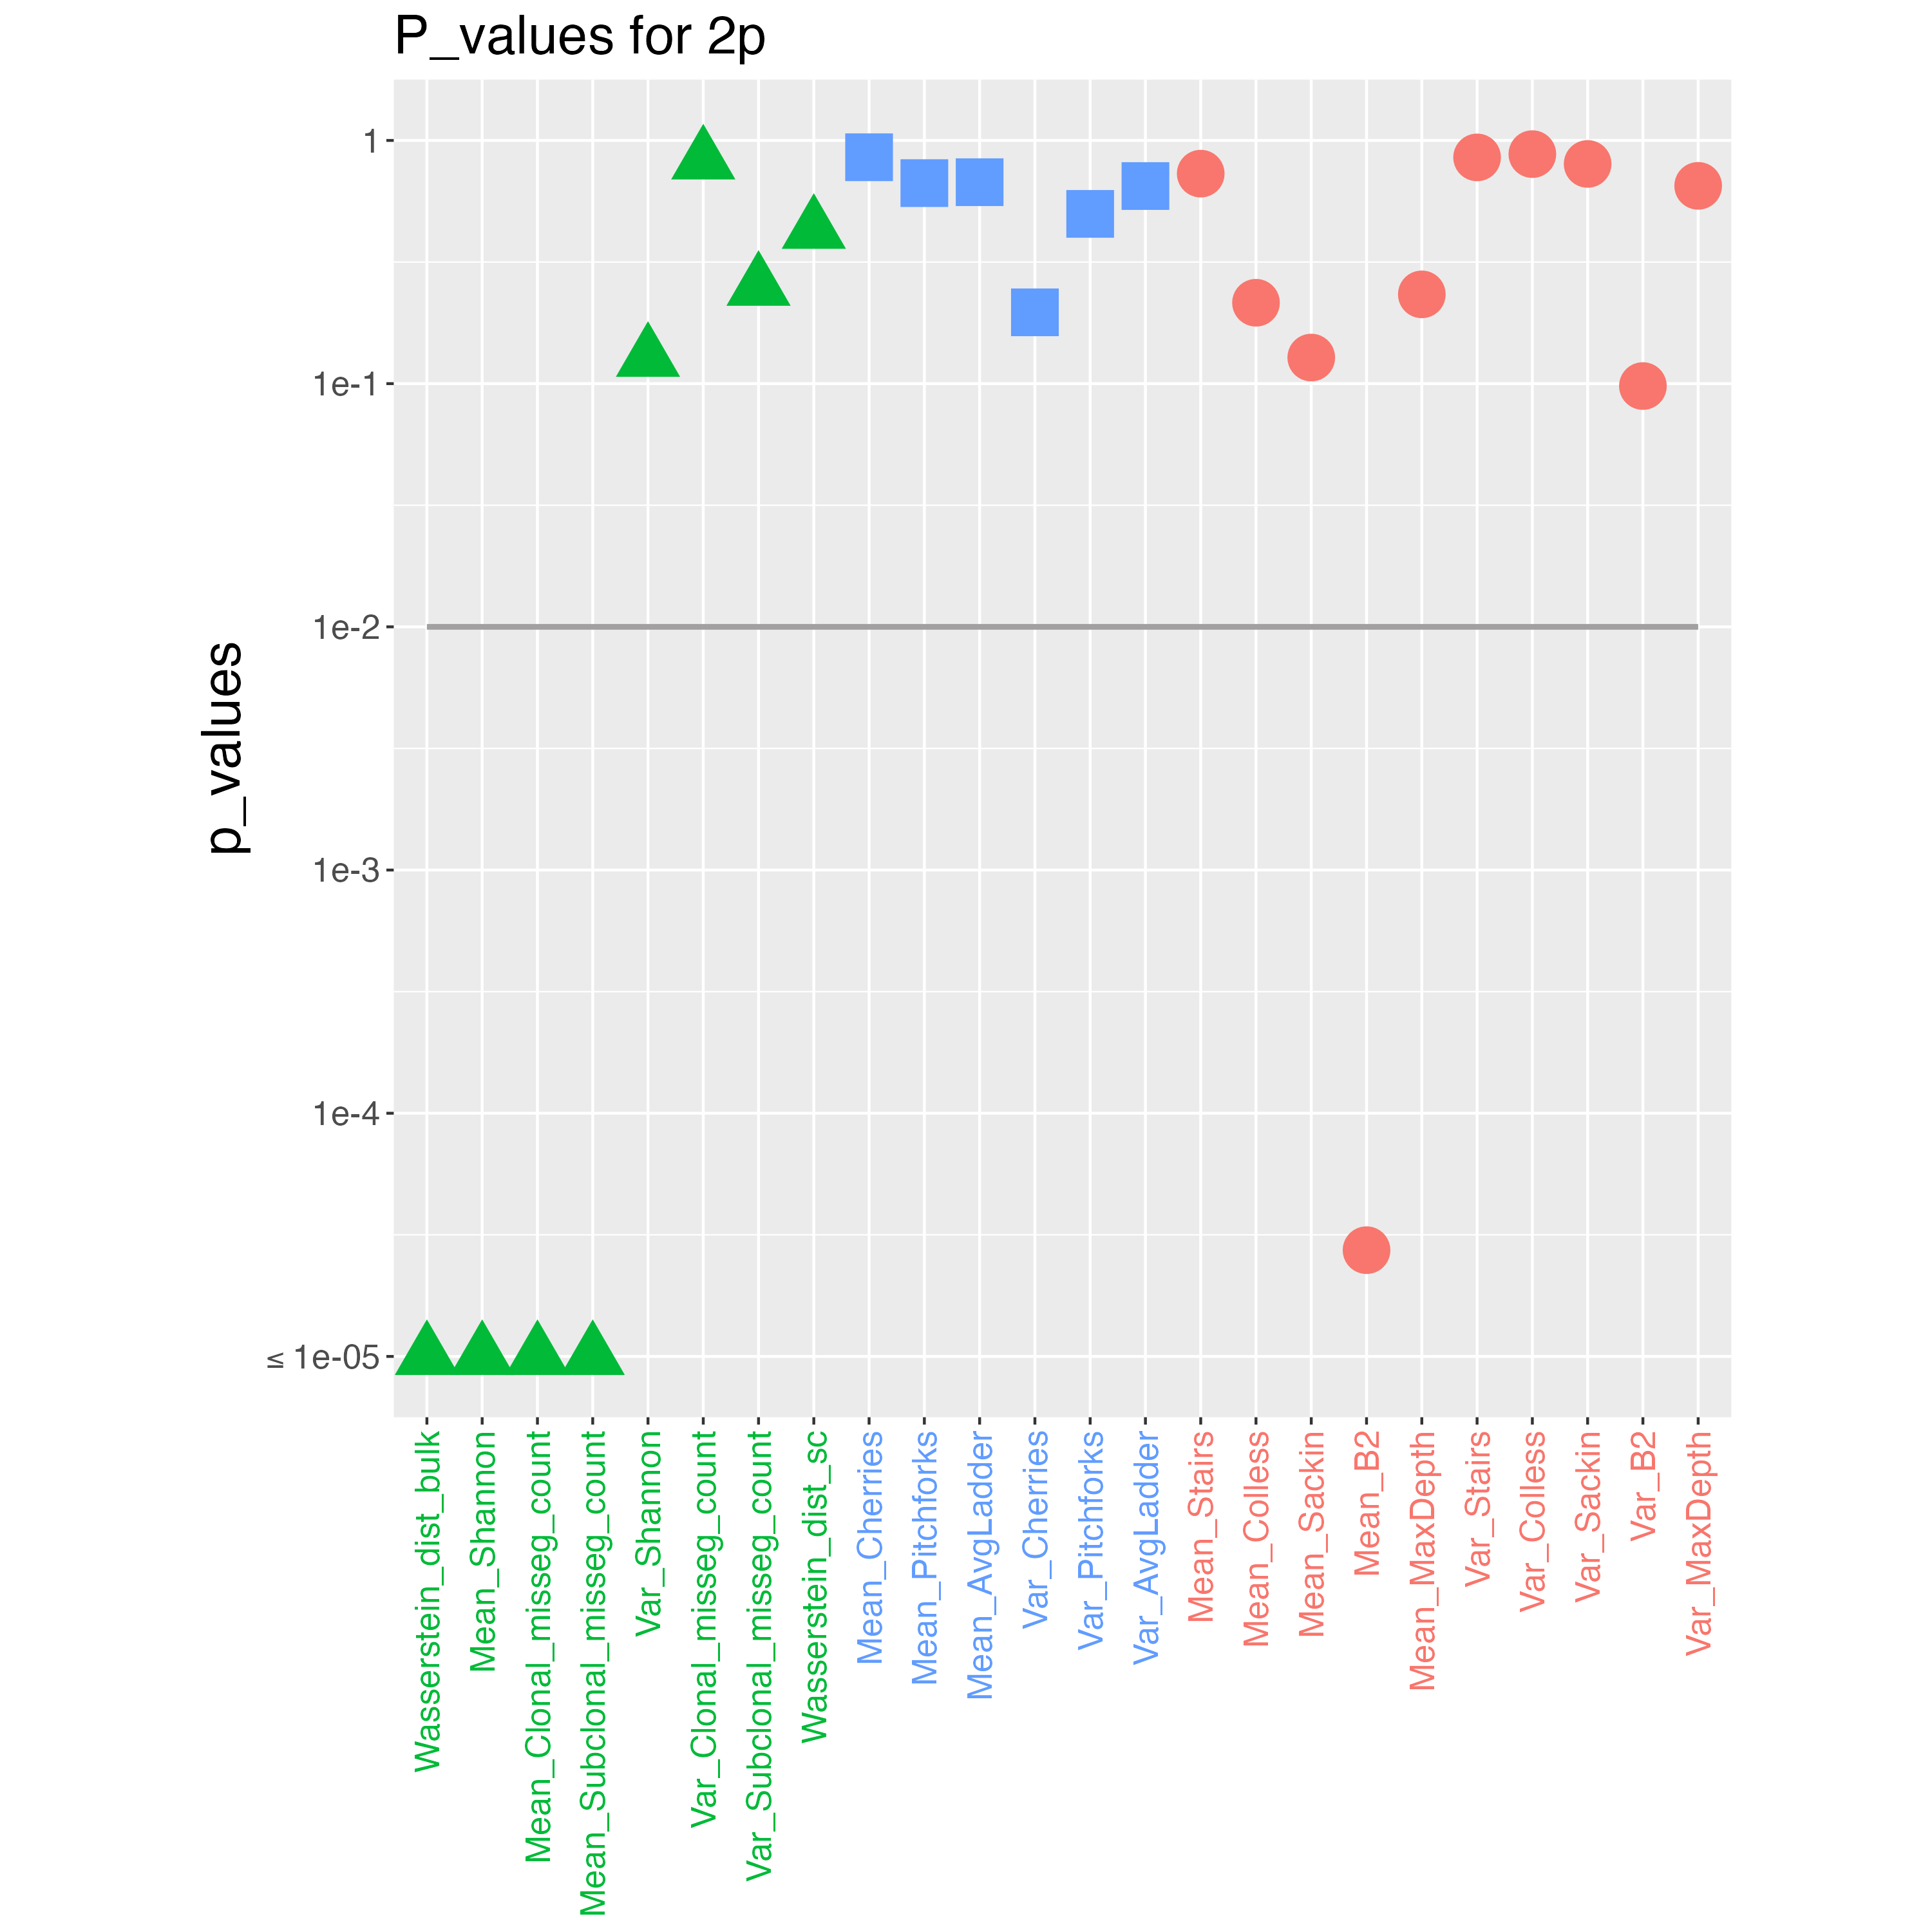 P_values for 2p
p_values
1
1e-1
1e-2
1e-3
1e-4
≤ 1e-05
Wasserstein_dist_bulk
Mean_Shannon
Mean_Clonal_misseg_count
Mean_Subclonal_misseg_count
Var_Shannon
Var_Clonal_misseg_count
Var_Subclonal_misseg_count
Wasserstein_dist_sc
Mean_Cherries
Mean_Pitchforks
Mean_AvgLadder
Var_Cherries
Var_Pitchforks
Var_AvgLadder
Mean_Stairs
Mean_Colless
Mean_Sackin
Mean_B2
Mean_MaxDepth
Var_Stairs
Var_Colless
Var_Sackin
Var_B2
Var_MaxDepth